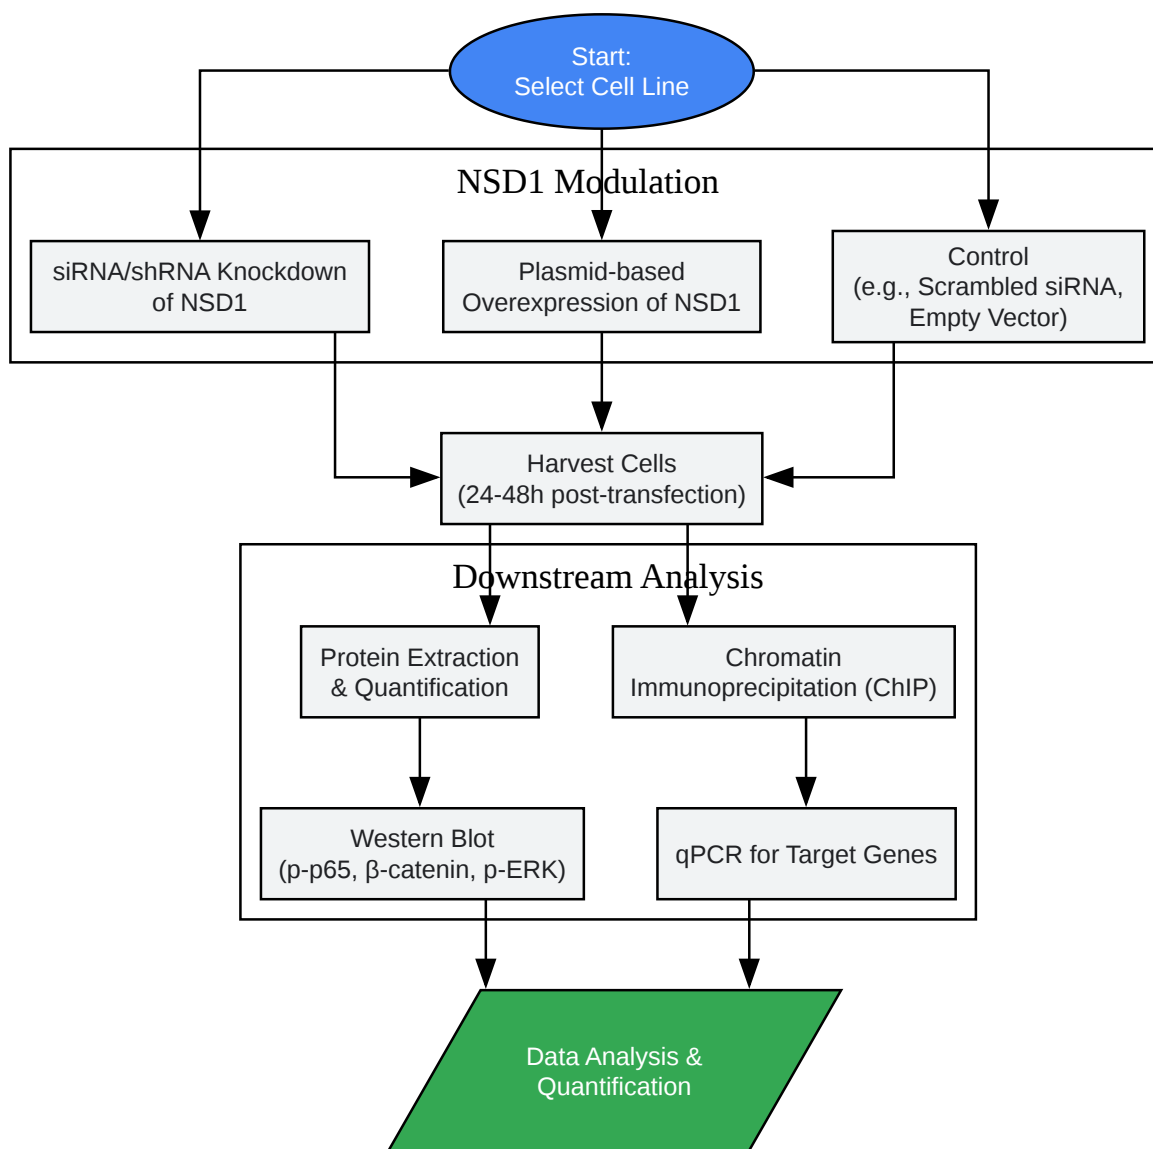 Start:
Select Cell Line
NSD1 Modulation
siRNA/shRNA Knockdown
of NSD1
Plasmid-based
Overexpression of NSD1
Control
(e.g., Scrambled siRNA,
Empty Vector)
Harvest Cells
(24-48h post-transfection)
Downstream Analysis
Protein Extraction
& Quantification
Chromatin
Immunoprecipitation (ChIP)
Western Blot
(p-p65, β-catenin, p-ERK)
qPCR for Target Genes
Data Analysis &
Quantification